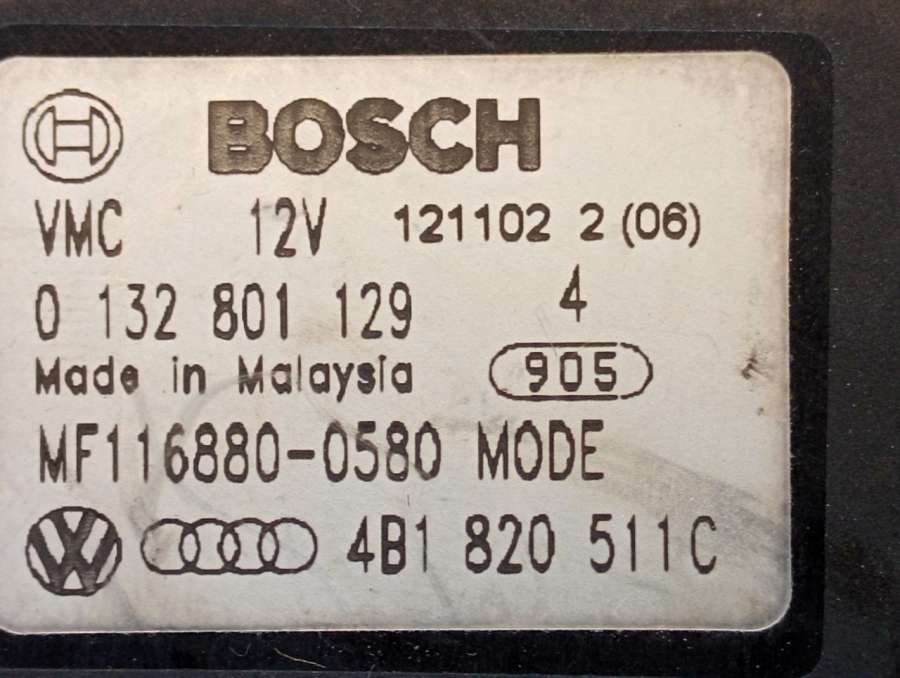 BOSCH
VMC 12V 121102 2 (06)
0 132 801 129 4
Made in Malaysia 905
MF116880-0580 MODE
VW 4B1 820 511C